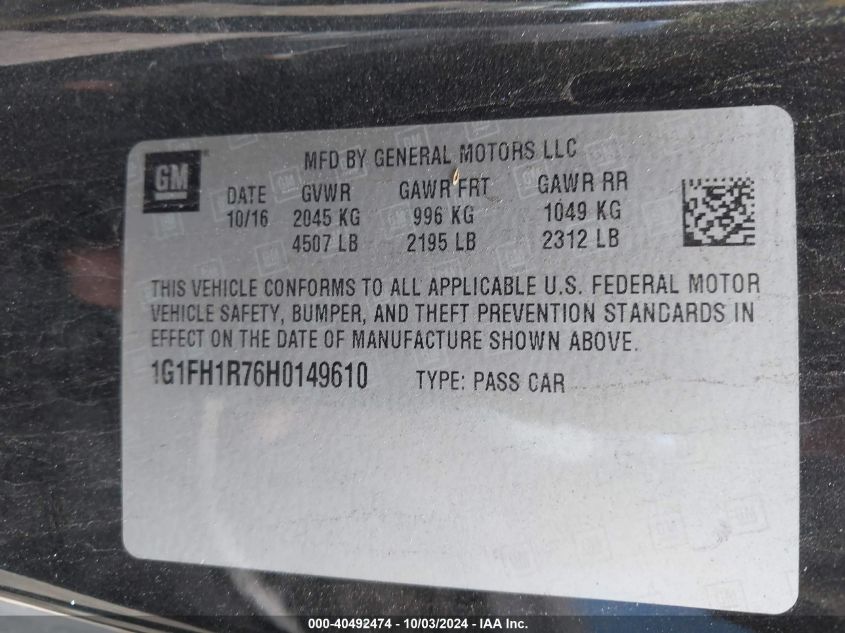 GM
MFD BY GENERAL MOTORS LLC
DATE GVWR GAWR FRT GAWR RR
10/16 2045 KG 996 KG 1049 KG
4507 LB 2195 LB 2312 LB
THIS VEHICLE CONFORMS TO ALL APPLICABLE U.S. FEDERAL MOTOR
VEHICLE SAFETY, BUMPER, AND THEFT PREVENTION STANDARDS IN
EFFECT ON THE DATE OF MANUFACTURE SHOWN ABOVE.
1G1FH1R76H0149610 TYPE: PASS CAR
000-40492474 - 10/03/2024 - IAA Inc.